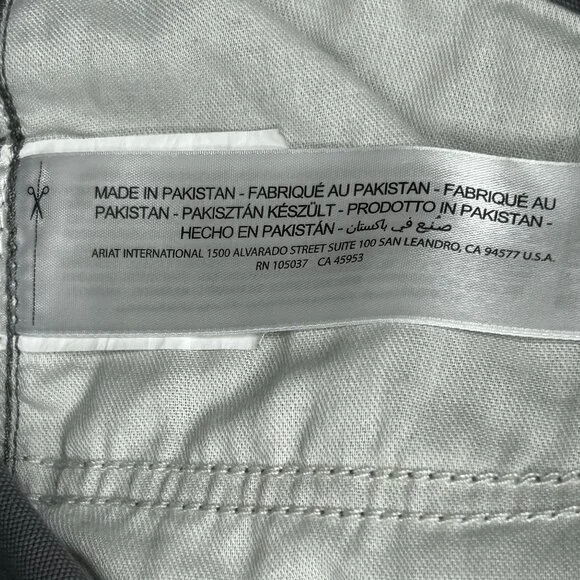 MADE IN PAKISTAN - FABRIQUÉ AU PAKISTAN - FABRIQUÉ AU
PAKISTAN - PAKISZTÁN KÉSZÜLT - PRODOTTO IN PAKISTAN -
HECHO EN PAKISTÁN - صُنع في باكستان
ARIAT INTERNATIONAL 1500 ALVARADO STREET SUITE 100 SAN LEANDRO, CA 94577 U.S.A.
RN 105037 CA 45953